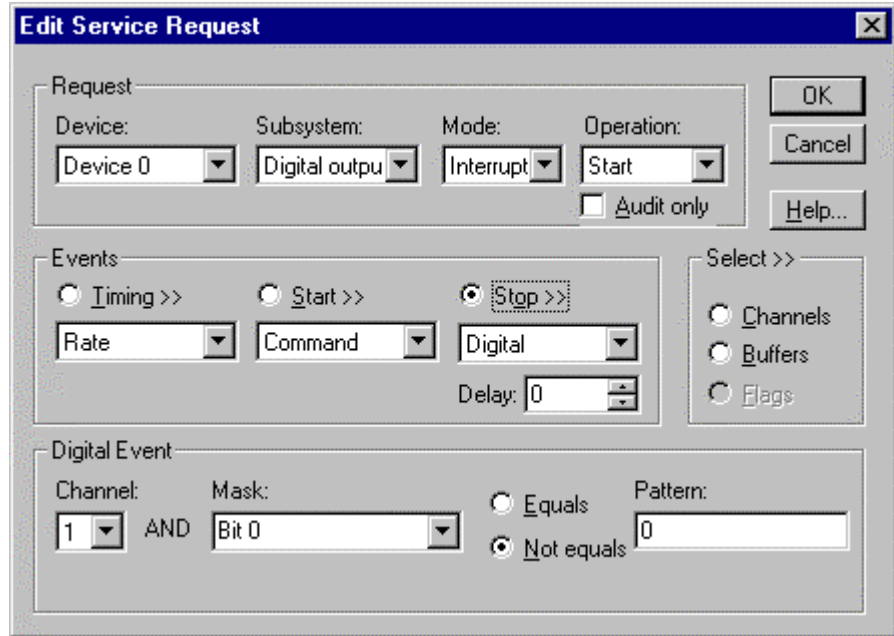 Edit Service Request
Request
OK
Device: Subsystem: Mode: Operation:
Cancel
Device 0 Digital outpu Interrupt Start
Audit only
Help...
Events
Select >>
Timing >> Start >> Stop >>
Channels
Rate Command Digital
Buffers
Delay: 0
Flags
Digital Event
Channel: Mask: Pattern:
Equals
1 AND Bit 0 0
Not equals